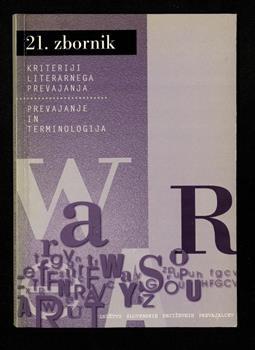 21. zbornik
KRITERIJI
LITERARNEGA
PREVAJANJA
PREVAJANJE
IN
TERMINOLOGIJA
W
a
R
DRUŠTVO SLOVENSKIH KNJIŽEVNIH PREVAJALCEV